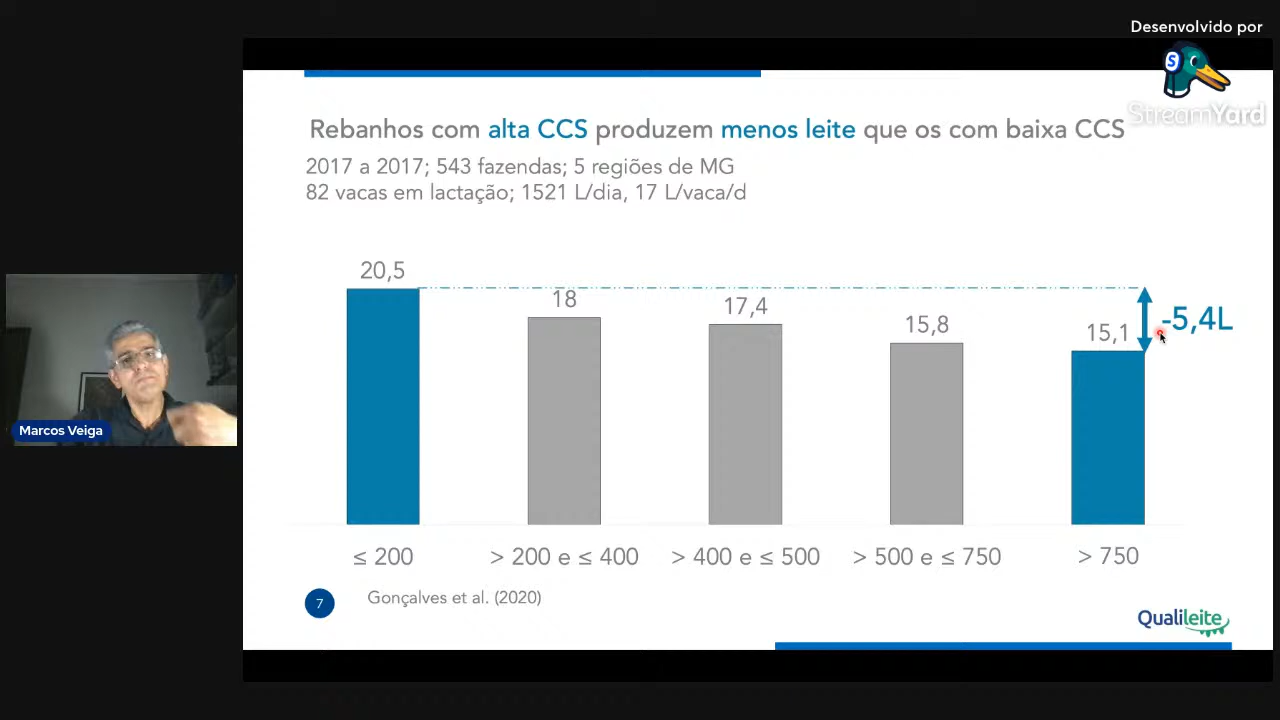 Desenvolvido por
StreamYard
Rebanhos com alta CCS produzem menos leite que os com baixa CCS
2017 a 2017; 543 fazendas; 5 regiões de MG
82 vacas em lactação; 1521 L/dia, 17 L/vaca/d
20,5
18
17,4
15,8
15,1
-5,4L
≤ 200
> 200 e ≤ 400
> 400 e ≤ 500
> 500 e ≤ 750
> 750
7
Gonçalves et al. (2020)
Qualileite
Marcos Veiga